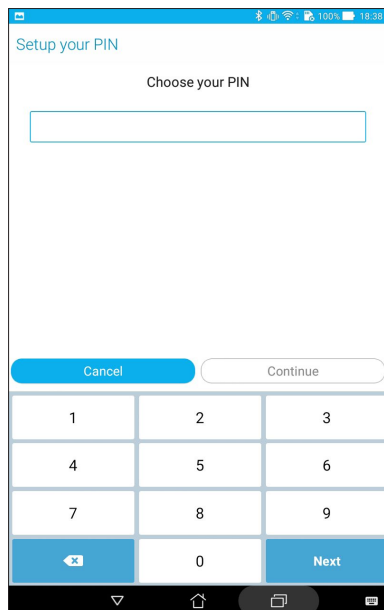 100% 18:38
Setup your PIN
Choose your PIN
Cancel Continue
1 2 3
4 5 6
7 8 9
0 Next